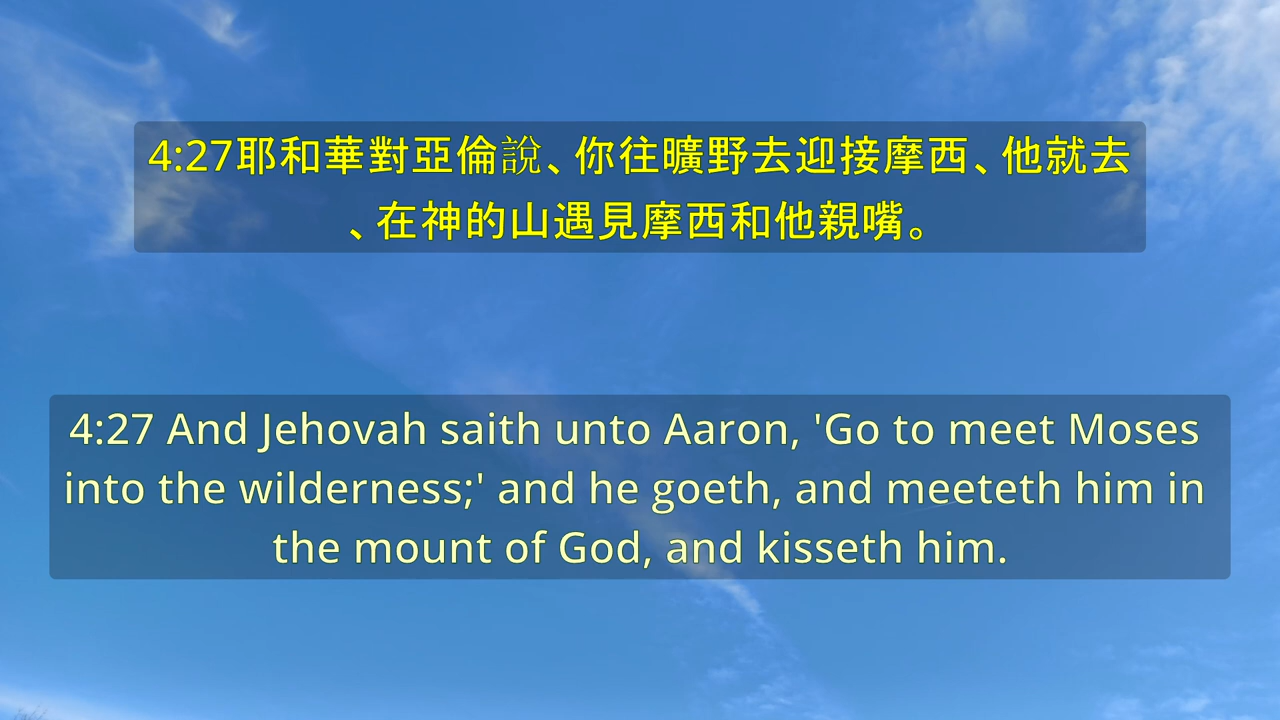 4:27耶和華對亞倫說、你往曠野去迎接摩西、他就去
、在神的山遇見摩西和他親嘴。
4:27 And Jehovah saith unto Aaron, 'Go to meet Moses
into the wilderness;' and he goeth, and meeteth him in
the mount of God, and kisseth him.